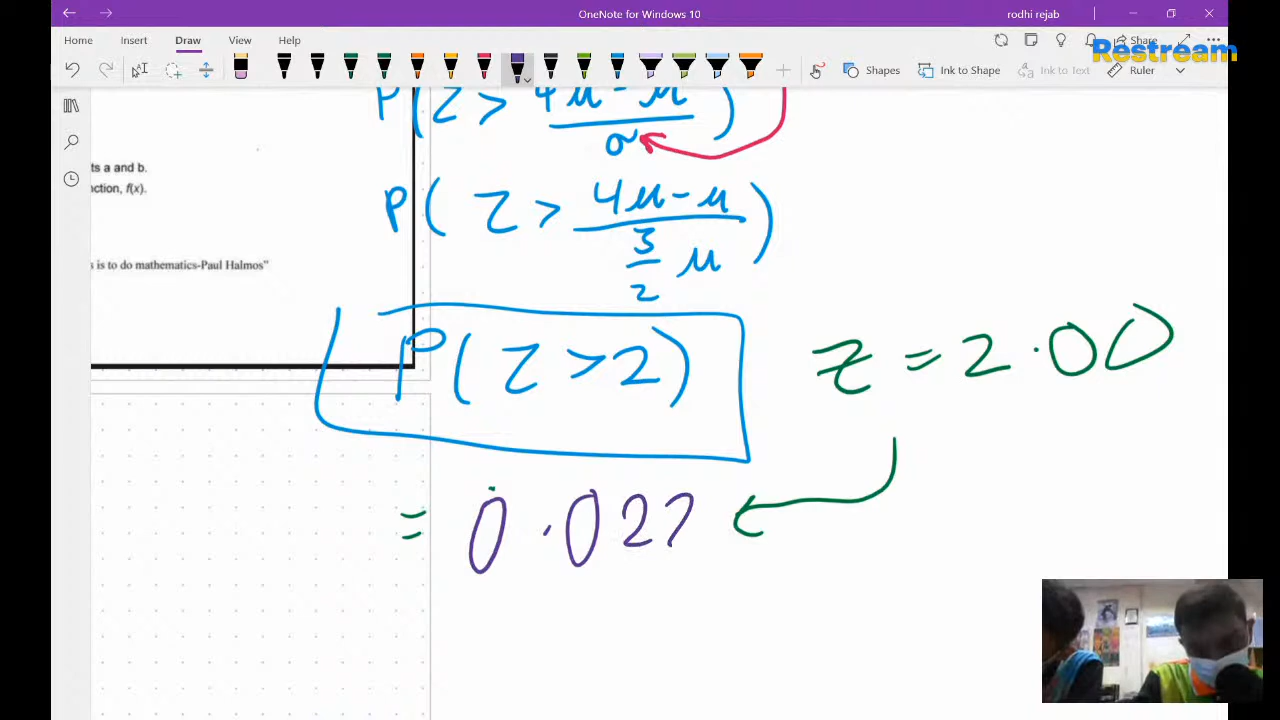 OneNote for Windows 10
rodhi rejab
Home Insert Draw View Help
Share
Restream
Shapes Ink to Shape Ink to Text Ruler
P(Z > 4μ - μ / σ)
ts a and b.
nction, f(x).
P( Z > 4μ - μ / 3/2 μ )
s is to do mathematics-Paul Halmos”
P( Z > 2)
z = 2.00
= 0.027